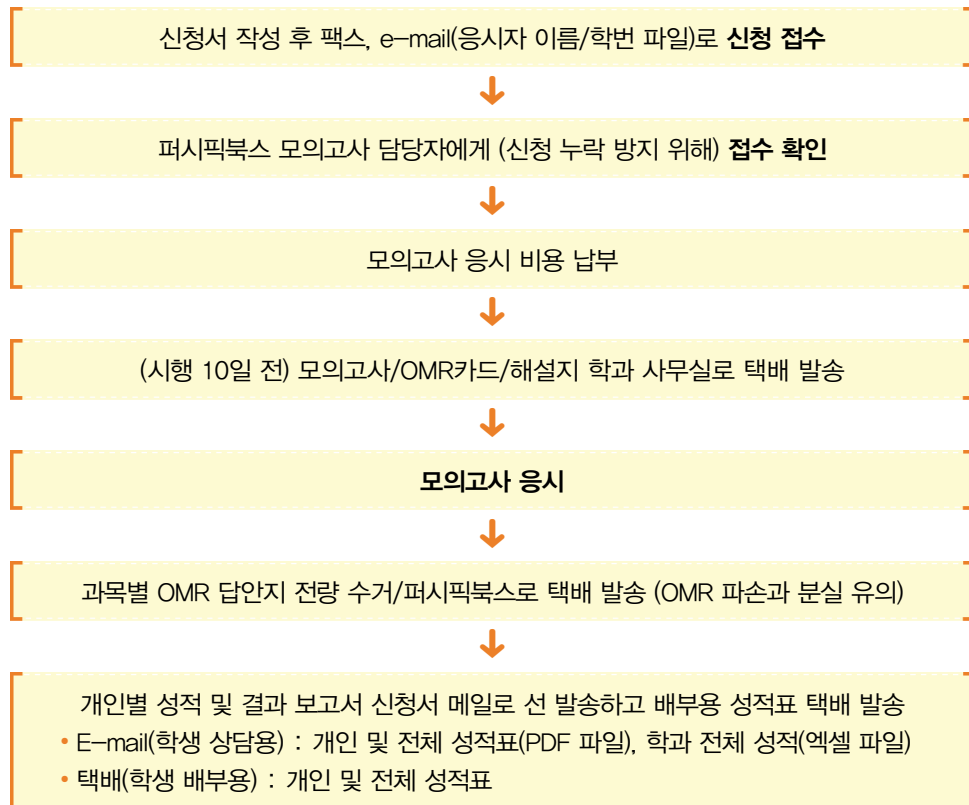 신청서 작성 후 팩스, e-mail(응시자 이름/학번 파일)로 신청 접수
퍼시픽북스 모의고사 담당자에게 (신청 누락 방지 위해) 접수 확인
모의고사 응시 비용 납부
(시행 10일 전) 모의고사/OMR카드/해설지 학과 사무실로 택배 발송
모의고사 응시
과목별 OMR 답안지 전량 수거/퍼시픽북스로 택배 발송 (OMR 파손과 분실 유의)
개인별 성적 및 결과 보고서 신청서 메일로 선 발송하고 배부용 성적표 택배 발송
• E-mail(학생 상담용) : 개인 및 전체 성적표(PDF 파일), 학과 전체 성적(엑셀 파일)
• 택배(학생 배부용) : 개인 및 전체 성적표